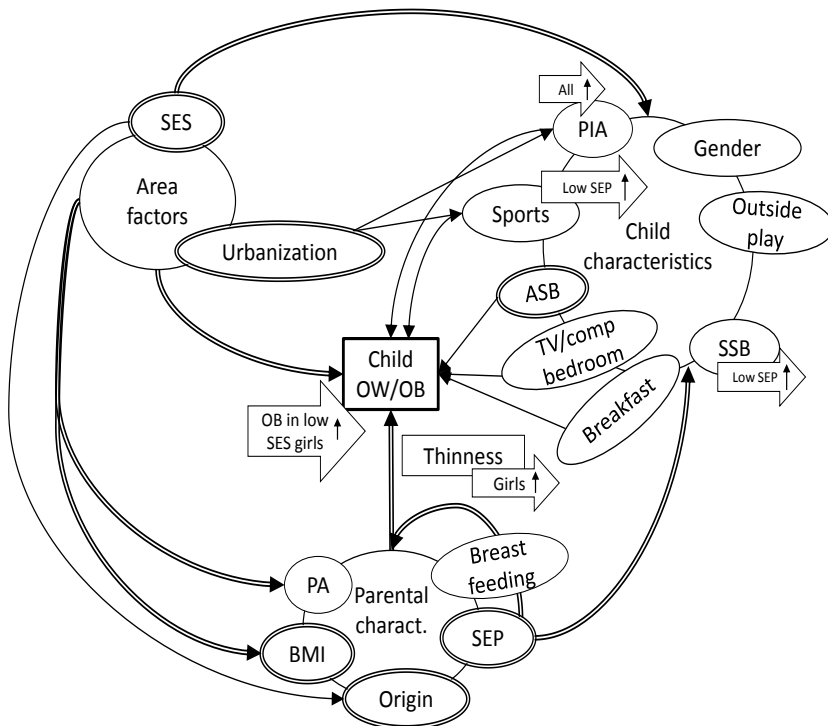 All
PIA
SES
Gender
Area
factors
Low SEP
Sports
Outside
play
Urbanization
Child
characteristics
ASB
TV/comp
bedroom
SSB
Child
OW/OB
Low SEP
Breakfast
OB in low
SES girls
Thinness
Girls
Breast
feeding
PA
Parental
charact.
SEP
BMI
Origin